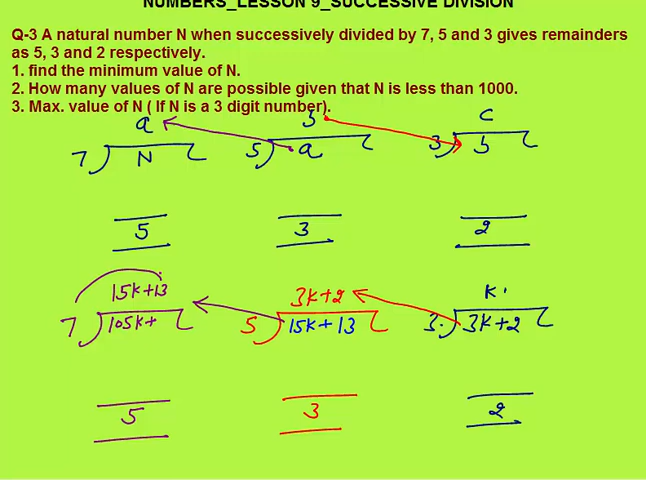 NUMBERS_LESSON 9_SUCCESSIVE DIVISION
Q-3 A natural number N when successively divided by 7, 5 and 3 gives remainders
as 5, 3 and 2 respectively.
1. find the minimum value of N.
2. How many values of N are possible given that N is less than 1000.
3. Max. value of N ( If N is a 3 digit number).
a b c
7 N 5 a 3 b
5 3 2
15K+13 3K+2 K
7 105K+ 5 15K+13 3 3K+2
5 3 2